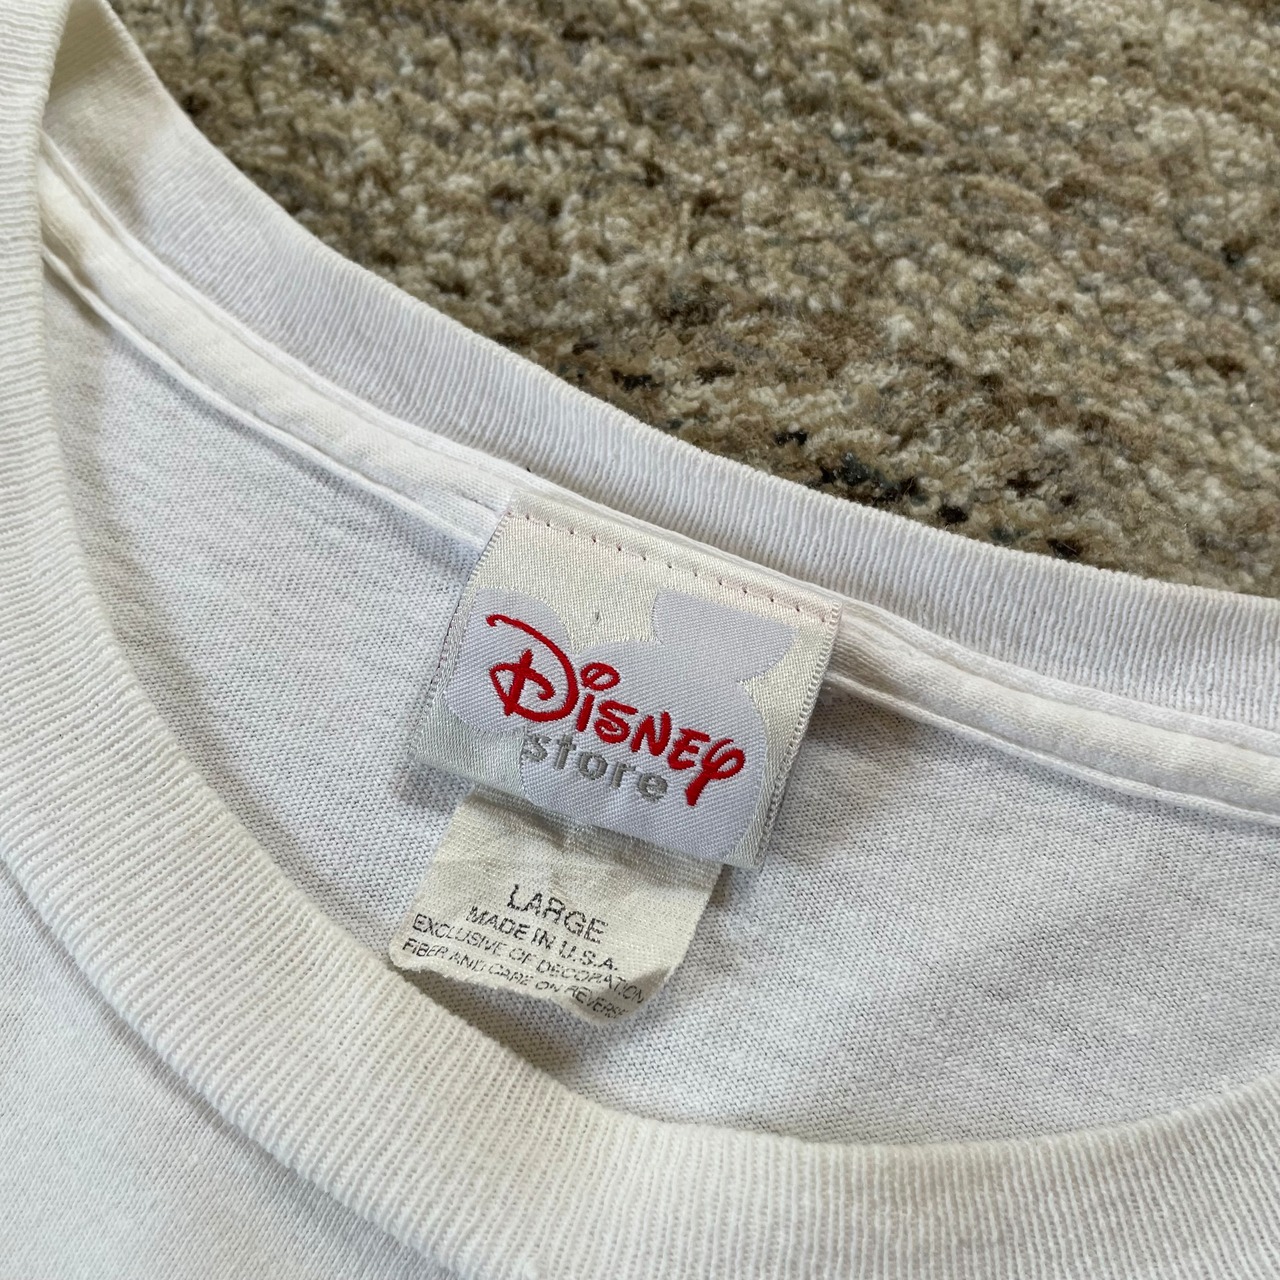 Disney
store
LARGE
MADE IN U.S.A.
EXCLUSIVE OF DECORATION
FIBER AND CARE ON REVERSE